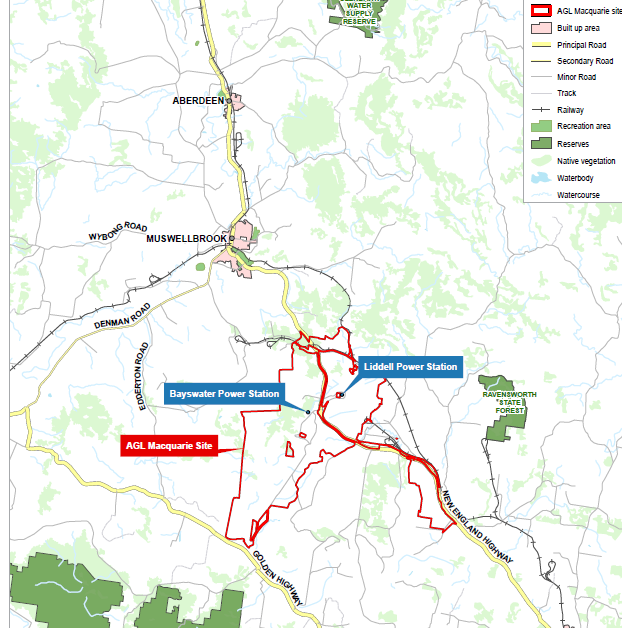 WATER
SUPPLY
RESERVE
AGL Macquarie site
Built up area
Principal Road
Secondary Road
Minor Road
Track
Railway
Recreation area
Reserves
Native vegetation
Waterbody
Watercourse
ABERDEEN
WYBONG ROAD
MUSWELLBROOK
DENMAN ROAD
EDDERTON ROAD
Liddell Power Station
Bayswater Power Station
RAVENSWORTH
STATE
FOREST
AGL Macquarie Site
NEW ENGLAND HIGHWAY
GOLDEN HIGHWAY